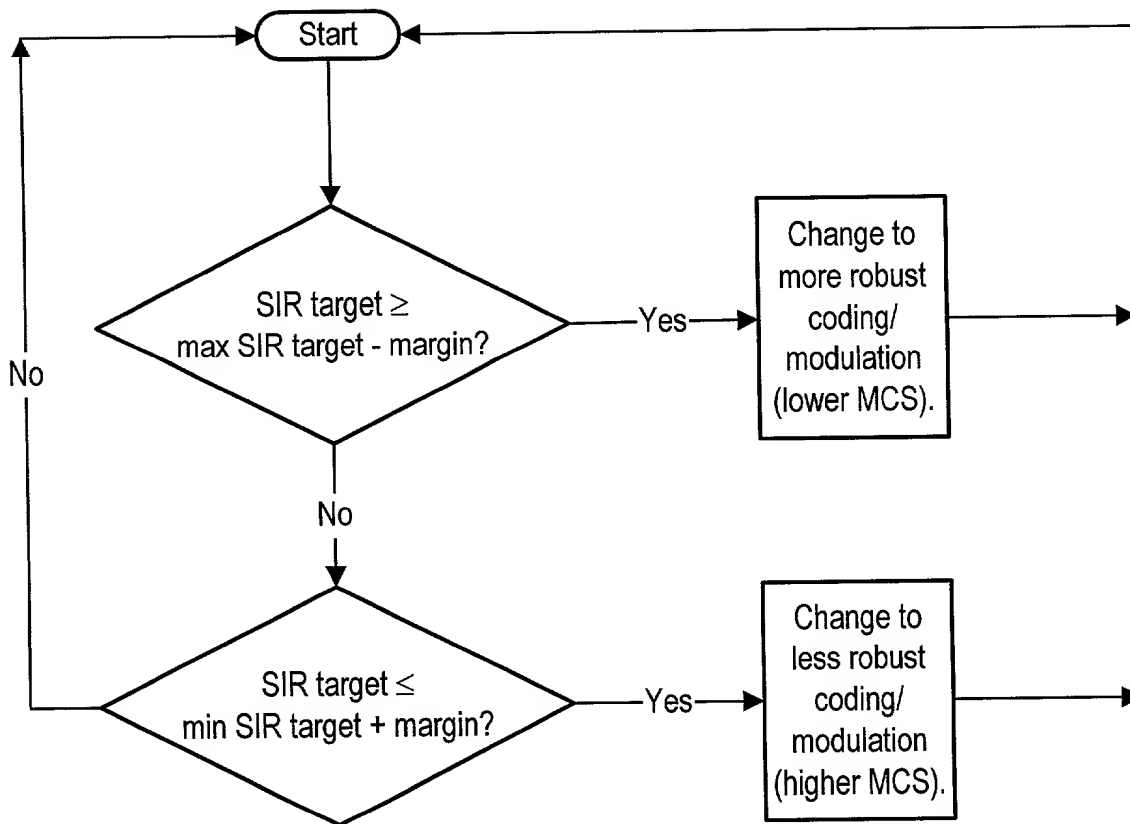 Start
SIR target ≥
max SIR target - margin?
Yes
Change to
more robust
coding/
modulation
(lower MCS).
No
No
SIR target ≤
min SIR target + margin?
Yes
Change to
less robust
coding/
modulation
(higher MCS).